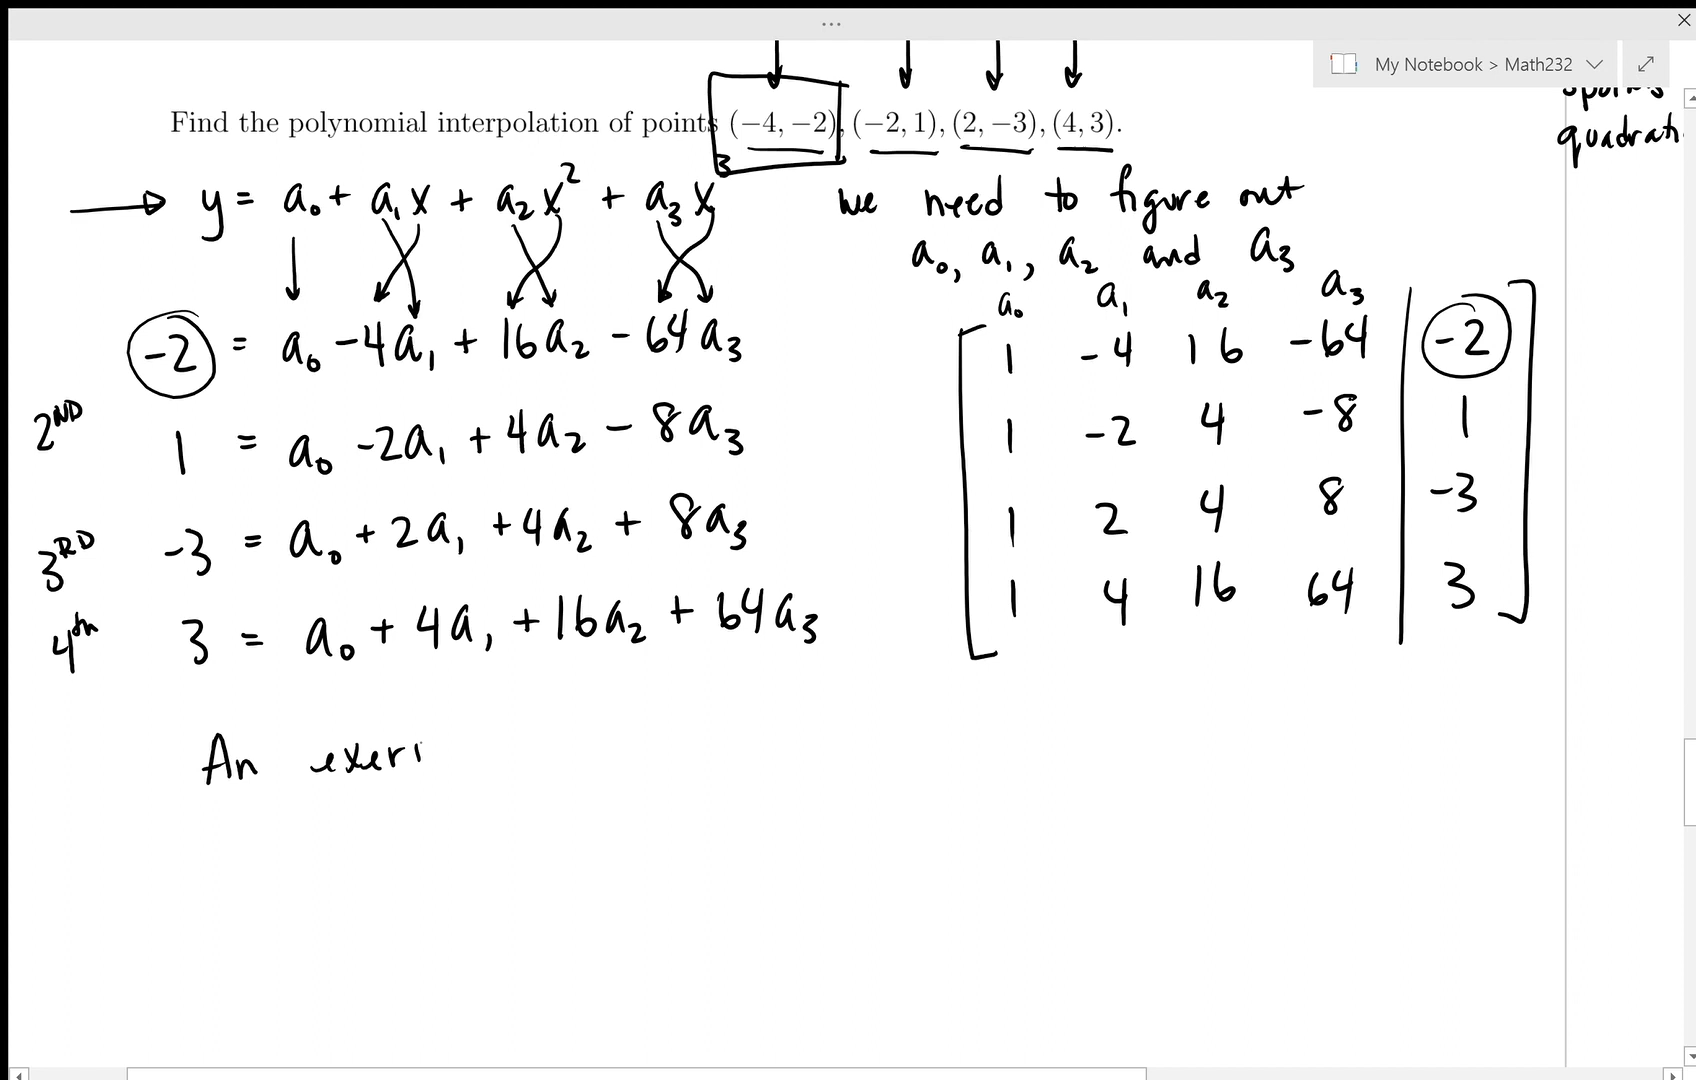 My Notebook > Math232
quadrati
Find the polynomial interpolation of points (−4, −2), (−2, 1), (2, −3), (4, 3).
y = a₀ + a₁x + a₂x² + a₃x³
we need to figure out
a₀, a₁, a₂ and a₃
-2 = a₀ -4a₁ + 16a₂ - 64a₃
2ND 1 = a₀ -2a₁ + 4a₂ - 8a₃
3RD -3 = a₀ + 2a₁ + 4a₂ + 8a₃
4th 3 = a₀ + 4a₁ + 16a₂ + 64a₃
a₀ a₁ a₂ a₃
1 -4 16 -64 | -2
1 -2 4 -8 | 1
1 2 4 8 | -3
1 4 16 64 | 3
An exeri